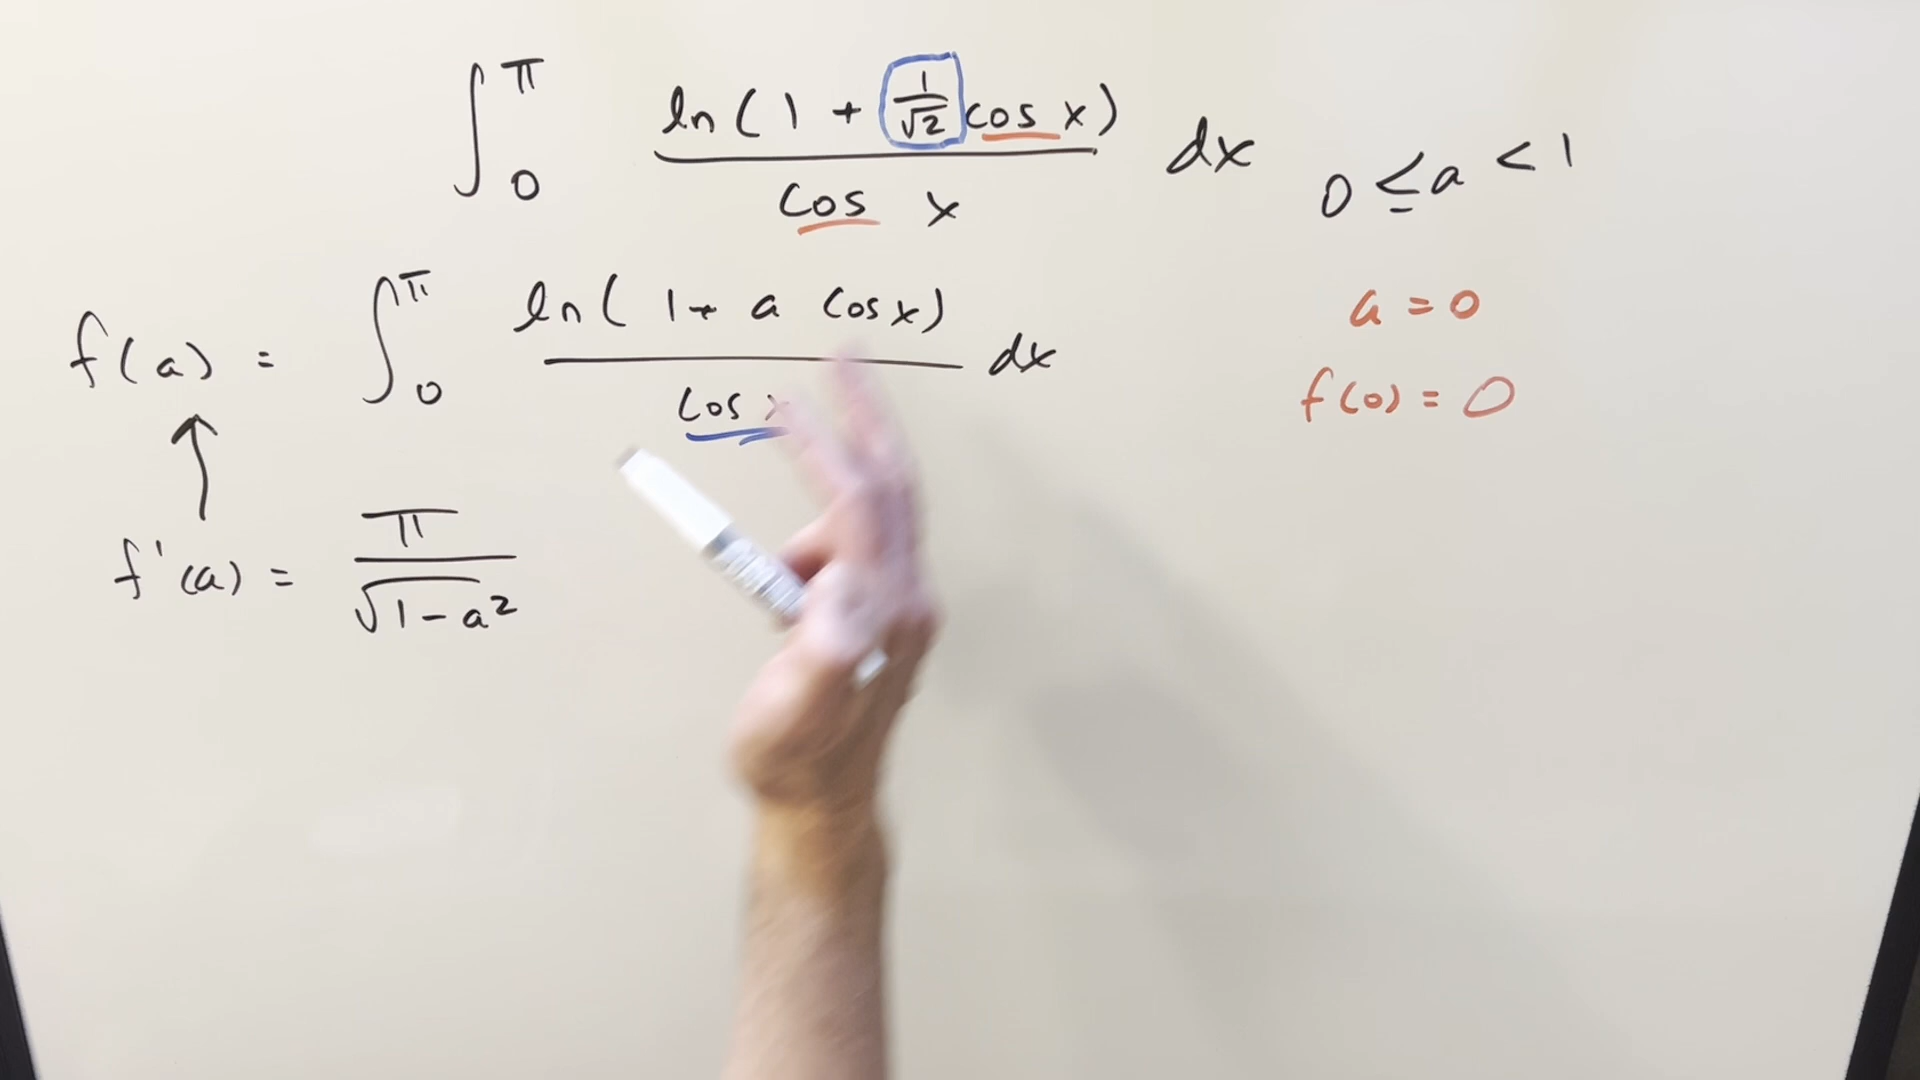 ∫₀^π ln(1 + 1/√2 cos x) / cos x dx 0 ≤ a < 1
f(a) = ∫₀^π ln(1 + a cos x) / cos x dx
a = 0
f(0) = 0
f'(a) = π / √(1-a²)